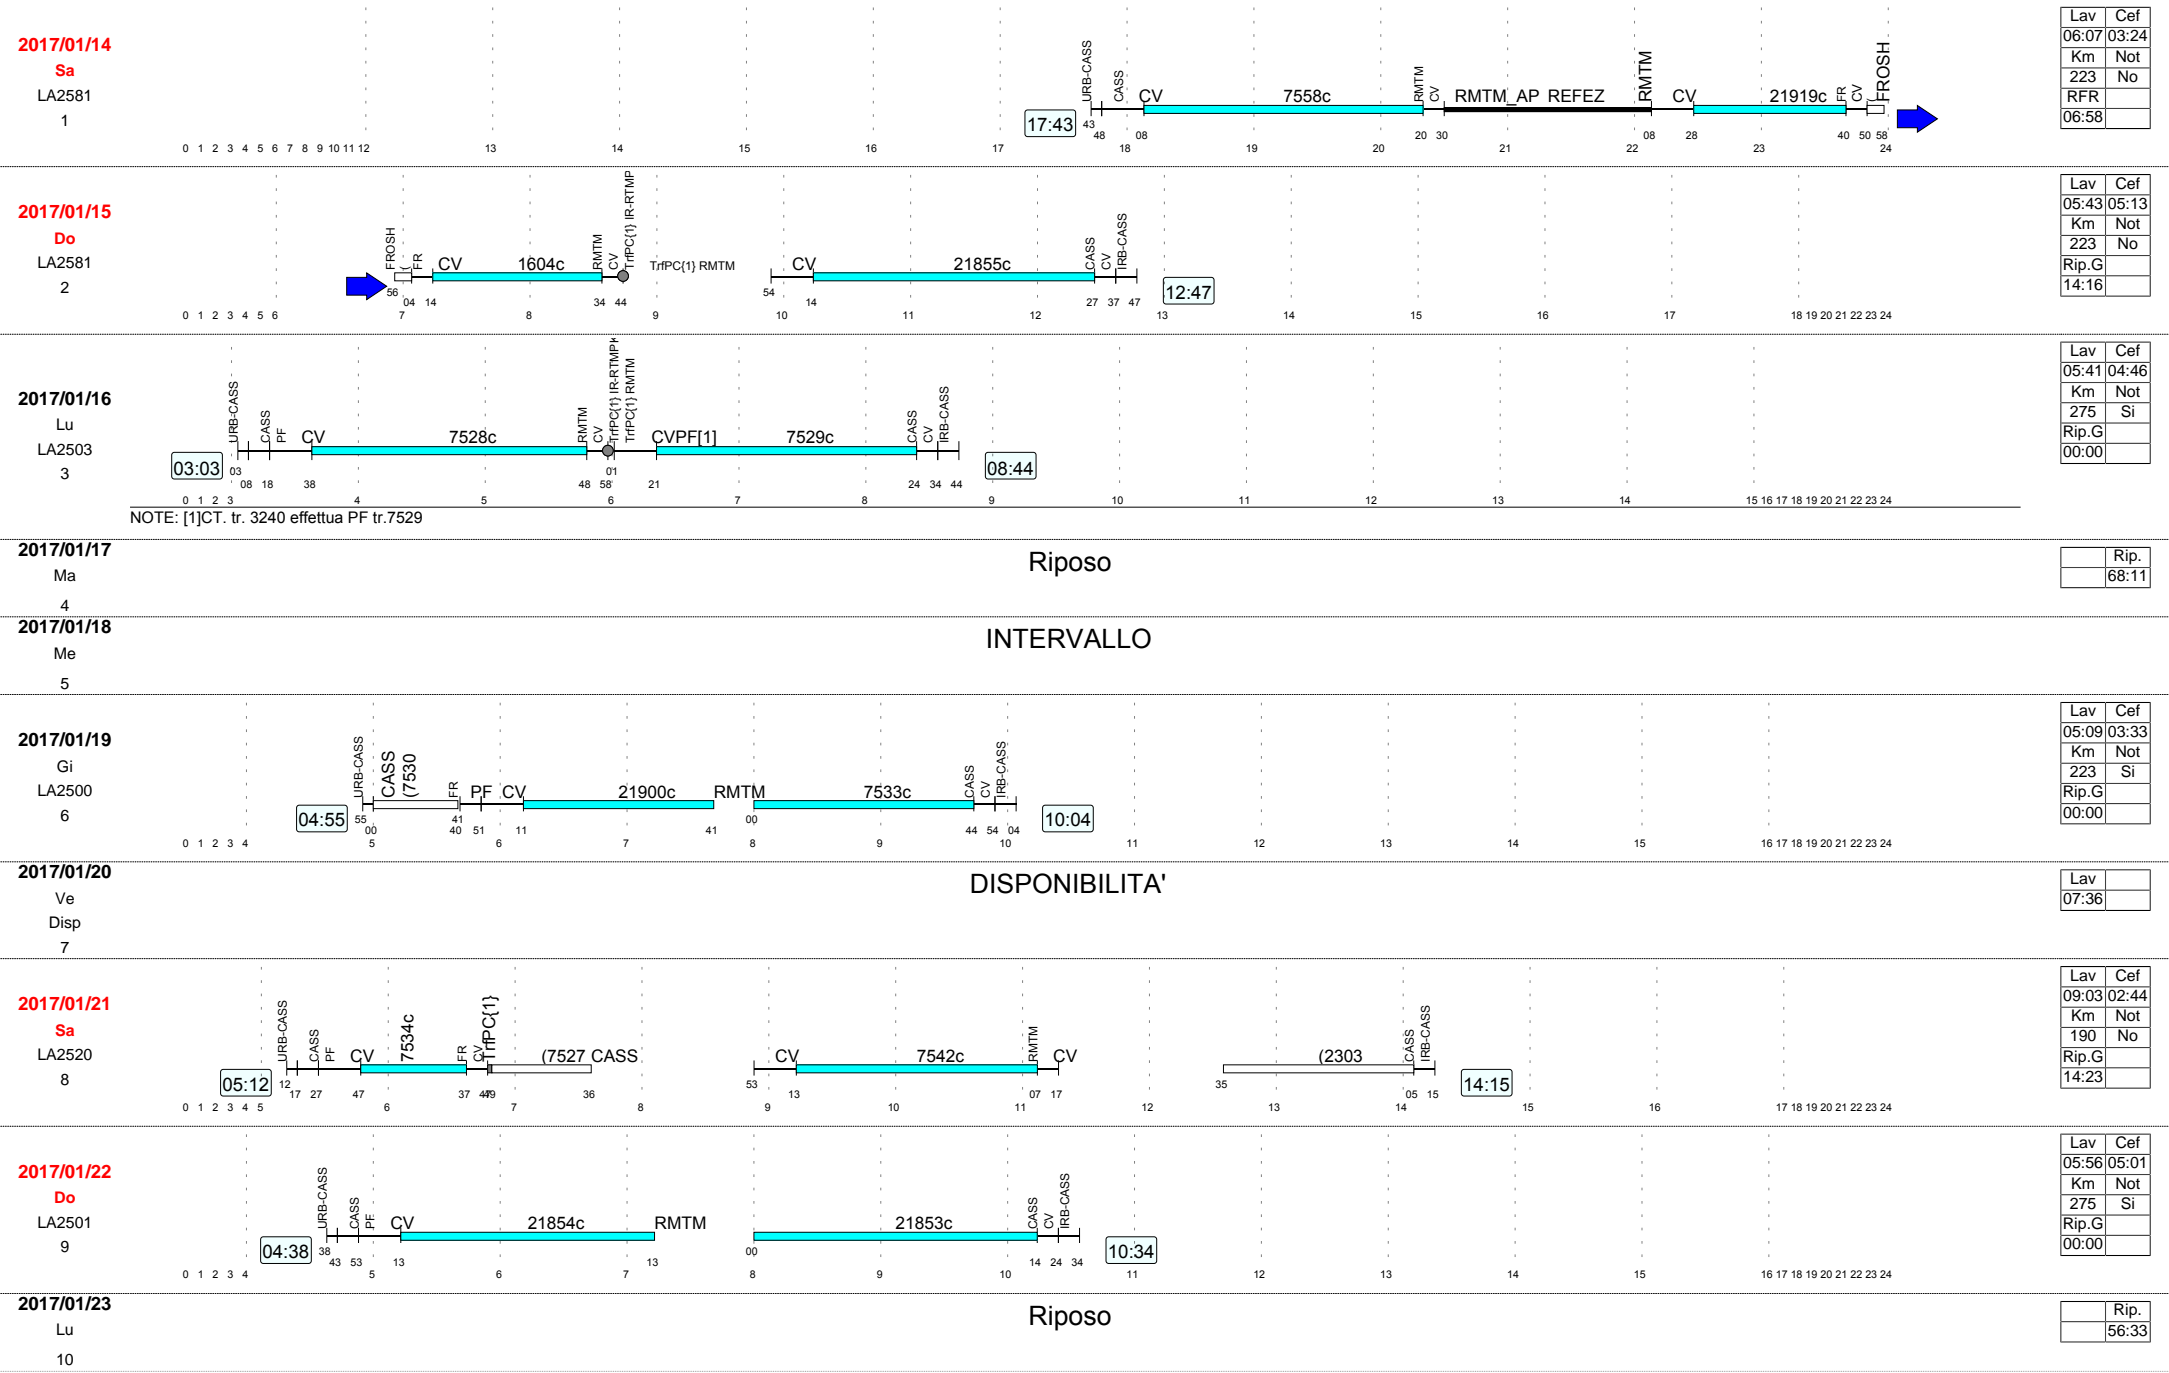 2017/01/14
Sa
LA2581
1
17:43
URB-CASS
CASS
CV
7558c
RMTM
CV
RMTM_AP REFEZ
RMTM
CV
21919c
FR
CV
(
FROSH
43 48 08 20 30 08 28 40 50 58
0 1 2 3 4 5 6 7 8 9 10 11 12 13 14 15 16 17 18 19 20 21 22 23 24
Lav Cef
06:07 03:24
Km Not
223 No
RFR
06:58
2017/01/15
Do
LA2581
2
FROSH
(
FR
CV
1604c
RMTM
CV
TrfPC{1} IR-RTMP
TrfPC{1} RMTM
CV
21855c
CASS
CV
IRB-CASS
12:47
56 04 14 34 44 54 14 27 37 47
0 1 2 3 4 5 6 7 8 9 10 11 12 13 14 15 16 17 18 19 20 21 22 23 24
Lav Cef
05:43 05:13
Km Not
223 No
Rip.G
14:16
2017/01/16
Lu
LA2503
3
03:03
URB-CASS
CASS
PF
CV
7528c
RMTM
CV
TrfPC{1} IR-RTMPH
TrfPC{1} RMTM
CVPF[1]
7529c
CASS
CV
IRB-CASS
08:44
03 08 18 38 48 58 01 21 24 34 44
0 1 2 3 4 5 6 7 8 9 10 11 12 13 14 15 16 17 18 19 20 21 22 23 24
NOTE: [1]CT. tr. 3240 effettua PF tr.7529
Lav Cef
05:41 04:46
Km Not
275 Si
Rip.G
00:00
2017/01/17
Ma
4
Riposo
Rip.
68:11
2017/01/18
Me
5
INTERVALLO
2017/01/19
Gi
LA2500
6
04:55
URB-CASS
CASS
(7530
FR
PF
CV
21900c
RMTM
7533c
CASS
CV
IRB-CASS
10:04
55 00 40 41 51 11 41 00 44 54 04
0 1 2 3 4 5 6 7 8 9 10 11 12 13 14 15 16 17 18 19 20 21 22 23 24
Lav Cef
05:09 03:33
Km Not
223 Si
Rip.G
00:00
2017/01/20
Ve
Disp
7
DISPONIBILITA'
Lav
07:36
2017/01/21
Sa
LA2520
8
05:12
URB-CASS
CASS
PF
CV
7534c
FR
CV
TrfPC{1}
(7527 CASS
CV
7542c
RMTM
CV
(2303
CASS
IRB-CASS
14:15
12 17 27 47 37 47 49 36 53 13 07 17 35 05 15
0 1 2 3 4 5 6 7 8 9 10 11 12 13 14 15 16 17 18 19 20 21 22 23 24
Lav Cef
09:03 02:44
Km Not
190 No
Rip.G
14:23
2017/01/22
Do
LA2501
9
04:38
URB-CASS
CASS
PF
CV
21854c
RMTM
21853c
CASS
CV
IRB-CASS
10:34
38 43 53 13 13 00 14 24 34
0 1 2 3 4 5 6 7 8 9 10 11 12 13 14 15 16 17 18 19 20 21 22 23 24
Lav Cef
05:56 05:01
Km Not
275 Si
Rip.G
00:00
2017/01/23
Lu
10
Riposo
Rip.
56:33